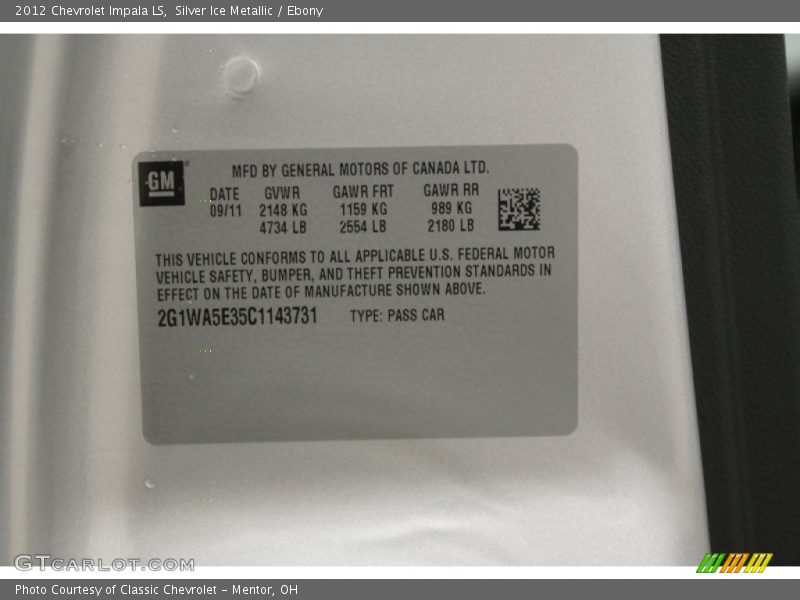 2012 Chevrolet Impala LS, Silver Ice Metallic / Ebony
GM
MFD BY GENERAL MOTORS OF CANADA LTD.
DATE GVWR GAWR FRT GAWR RR
09/11 2148 KG 1159 KG 989 KG
4734 LB 2554 LB 2180 LB
THIS VEHICLE CONFORMS TO ALL APPLICABLE U.S. FEDERAL MOTOR
VEHICLE SAFETY, BUMPER, AND THEFT PREVENTION STANDARDS IN
EFFECT ON THE DATE OF MANUFACTURE SHOWN ABOVE.
2G1WA5E35C1143731 TYPE: PASS CAR
GTCARLOT.COM
Photo Courtesy of Classic Chevrolet - Mentor, OH